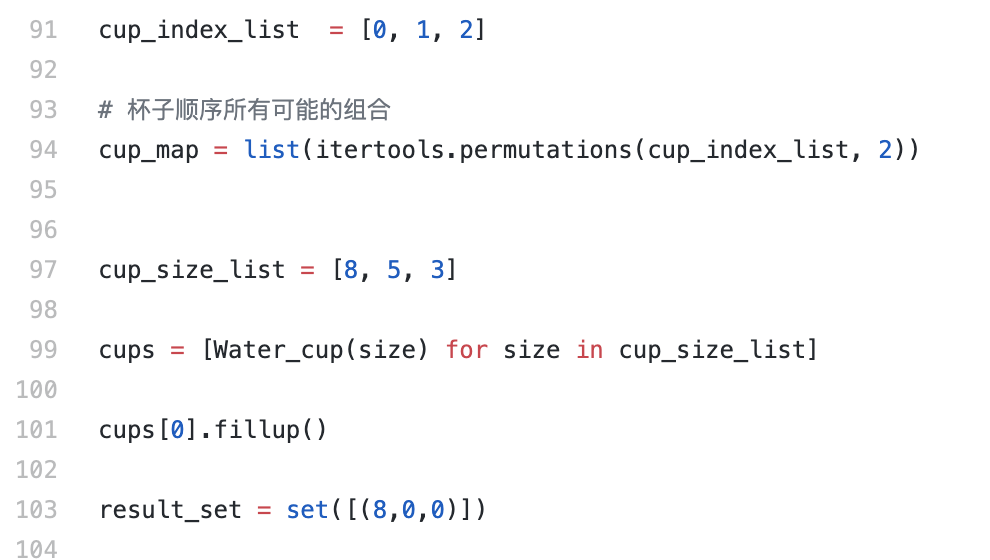 91 cup_index_list  = [0, 1, 2]
92
93 # 杯子顺序所有可能的组合
94 cup_map = list(itertools.permutations(cup_index_list, 2))
95
96
97 cup_size_list = [8, 5, 3]
98
99 cups = [Water_cup(size) for size in cup_size_list]
100
101 cups[0].fillup()
102
103 result_set = set([(8,0,0)])
104